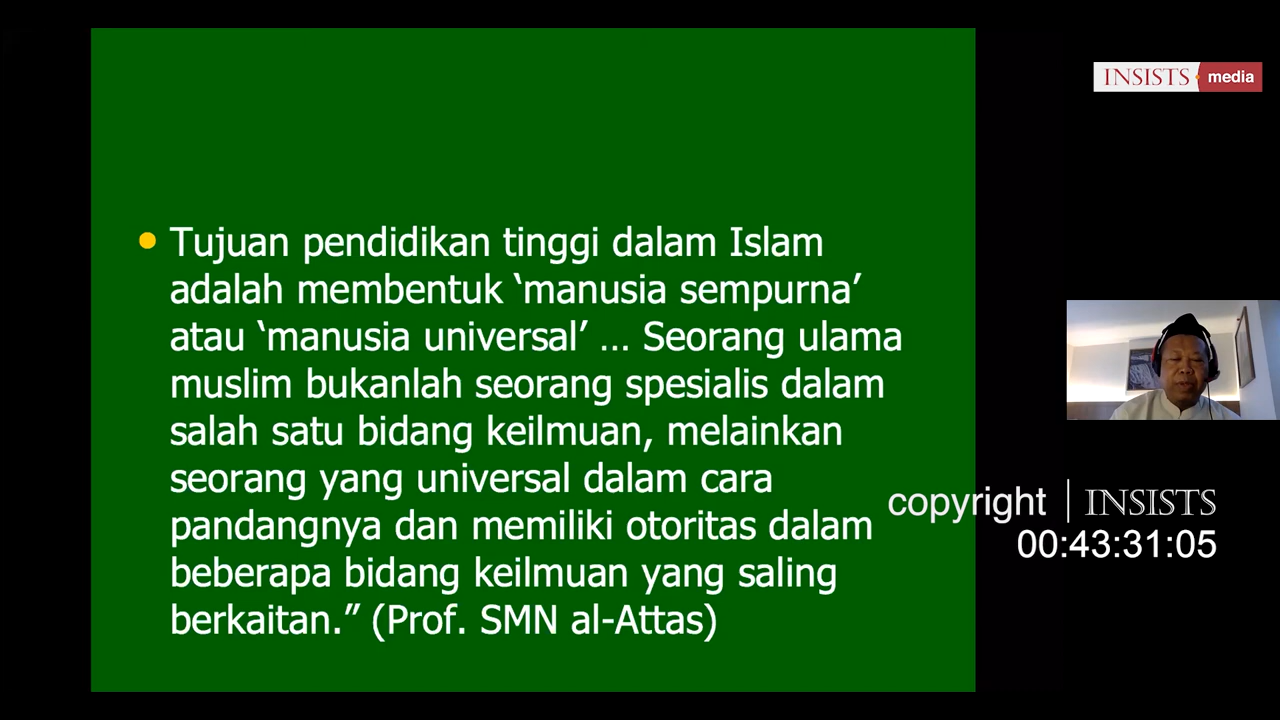 INSISTS media
• Tujuan pendidikan tinggi dalam Islam
adalah membentuk ‘manusia sempurna’
atau ‘manusia universal’ … Seorang ulama
muslim bukanlah seorang spesialis dalam
salah satu bidang keilmuan, melainkan
seorang yang universal dalam cara
pandangnya dan memiliki otoritas dalam
beberapa bidang keilmuan yang saling
berkaitan.” (Prof. SMN al-Attas)
copyright | INSISTS
00:43:31:05